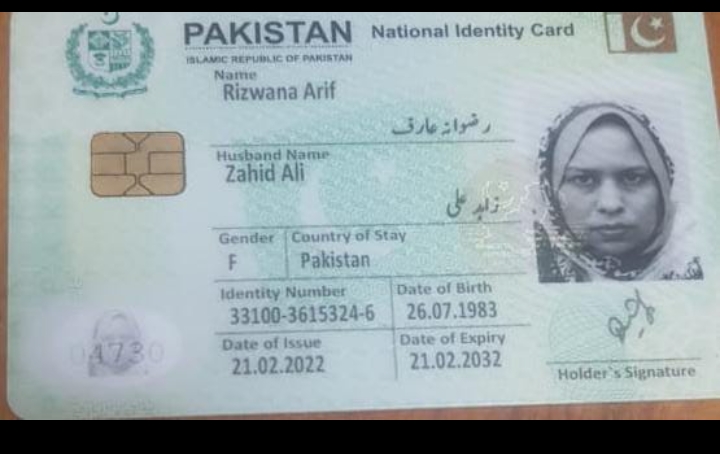 PAKISTAN National Identity Card
ISLAMIC REPUBLIC OF PAKISTAN
Name
Rizwana Arif
رضوانہ عارف
Husband Name
Zahid Ali
زاہد علی
Gender Country of Stay
F Pakistan
Identity Number Date of Birth
33100-3615324-6 26.07.1983
Date of Issue Date of Expiry
21.02.2022 21.02.2032
Holder`s Signature